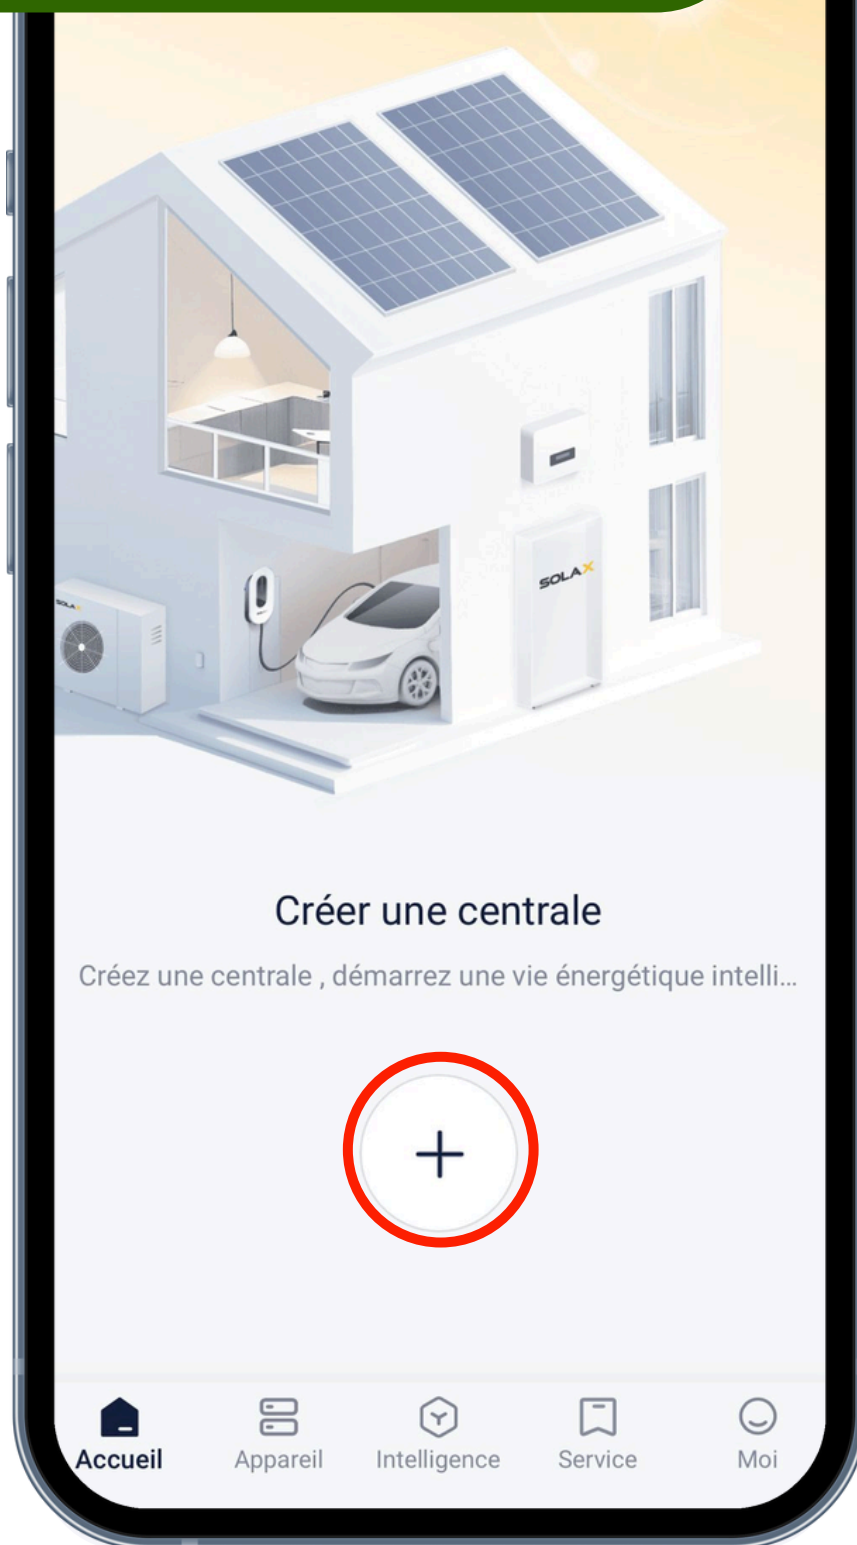 SOLAX
SOLAX
Créer une centrale
Créez une centrale , démarrez une vie énergétique intelli...
Accueil
Appareil
Intelligence
Service
Moi